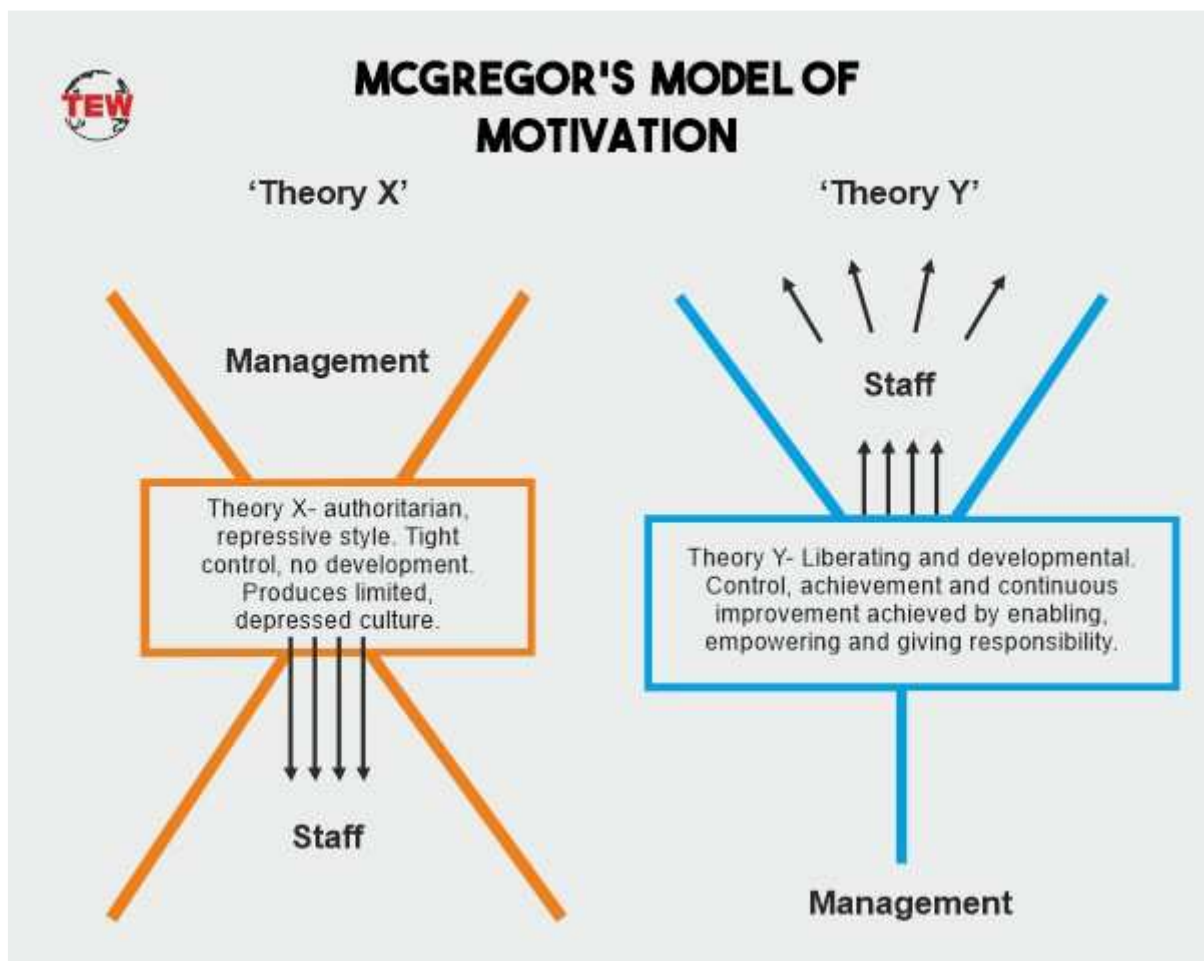 TEW
MCGREGOR'S MODEL OF
MOTIVATION
‘Theory X’
Management
Theory X- authoritarian,
repressive style. Tight
control, no development.
Produces limited,
depressed culture.
Staff
‘Theory Y’
Staff
Theory Y- Liberating and developmental.
Control, achievement and continuous
improvement achieved by enabling,
empowering and giving responsibility.
Management